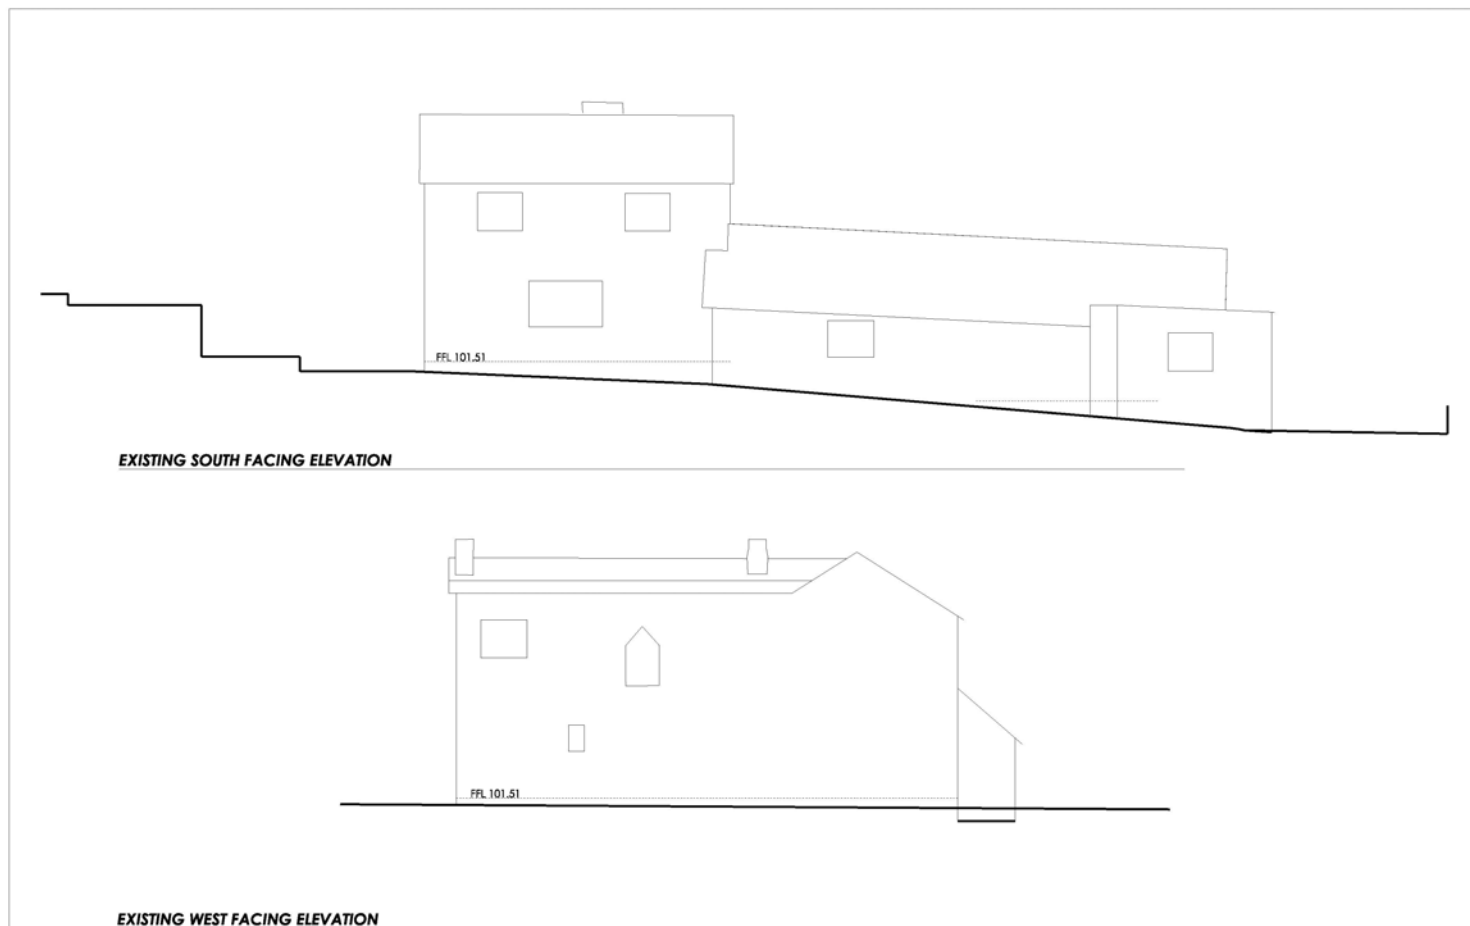 FFL 101.51
EXISTING SOUTH FACING ELEVATION
FFL 101.51
EXISTING WEST FACING ELEVATION